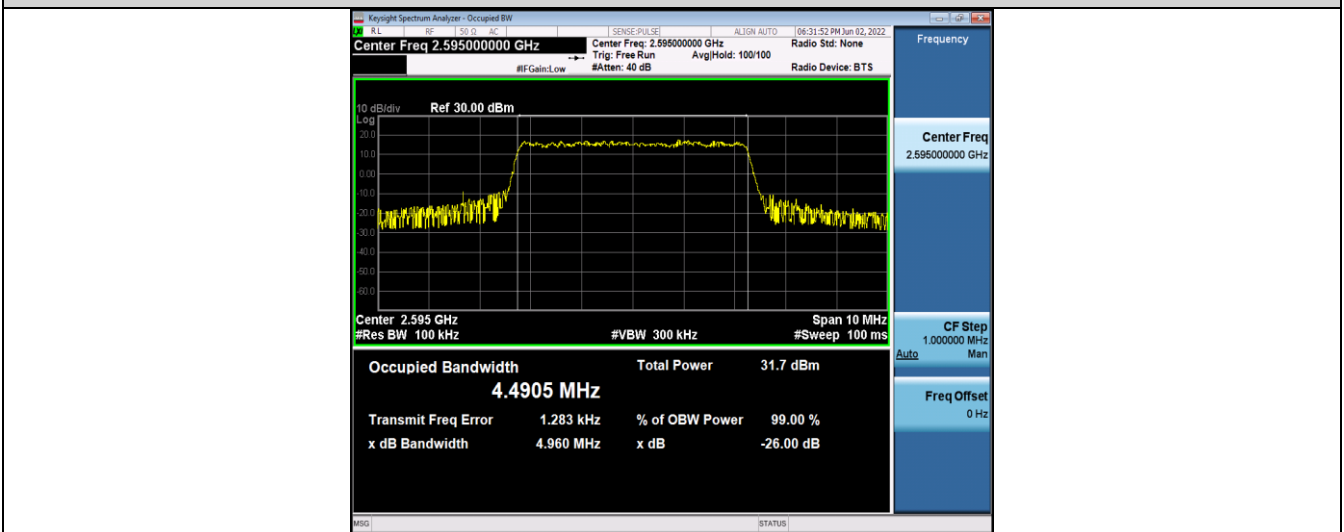 Keysight Spectrum Analyzer - Occupied BW
RL RF 50 Ω AC SENSE:PULSE ALIGN AUTO 06:31:52 PM Jun 02, 2022
Center Freq 2.595000000 GHz
Center Freq: 2.595000000 GHz
Radio Std: None
Trig: Free Run Avg|Hold: 100/100
#IFGain:Low
#Atten: 40 dB
Radio Device: BTS
10 dB/div Ref 30.00 dBm
Log
20.0
10.0
0.00
-10.0
-20.0
-30.0
-40.0
-50.0
-60.0
Center 2.595 GHz Span 10 MHz
#Res BW 100 kHz #VBW 300 kHz #Sweep 100 ms
Occupied Bandwidth Total Power 31.7 dBm
4.4905 MHz
Transmit Freq Error 1.283 kHz % of OBW Power 99.00 %
x dB Bandwidth 4.960 MHz x dB -26.00 dB
Frequency
Center Freq
2.595000000 GHz
CF Step
1.000000 MHz
Auto Man
Freq Offset
0 Hz
MSG STATUS